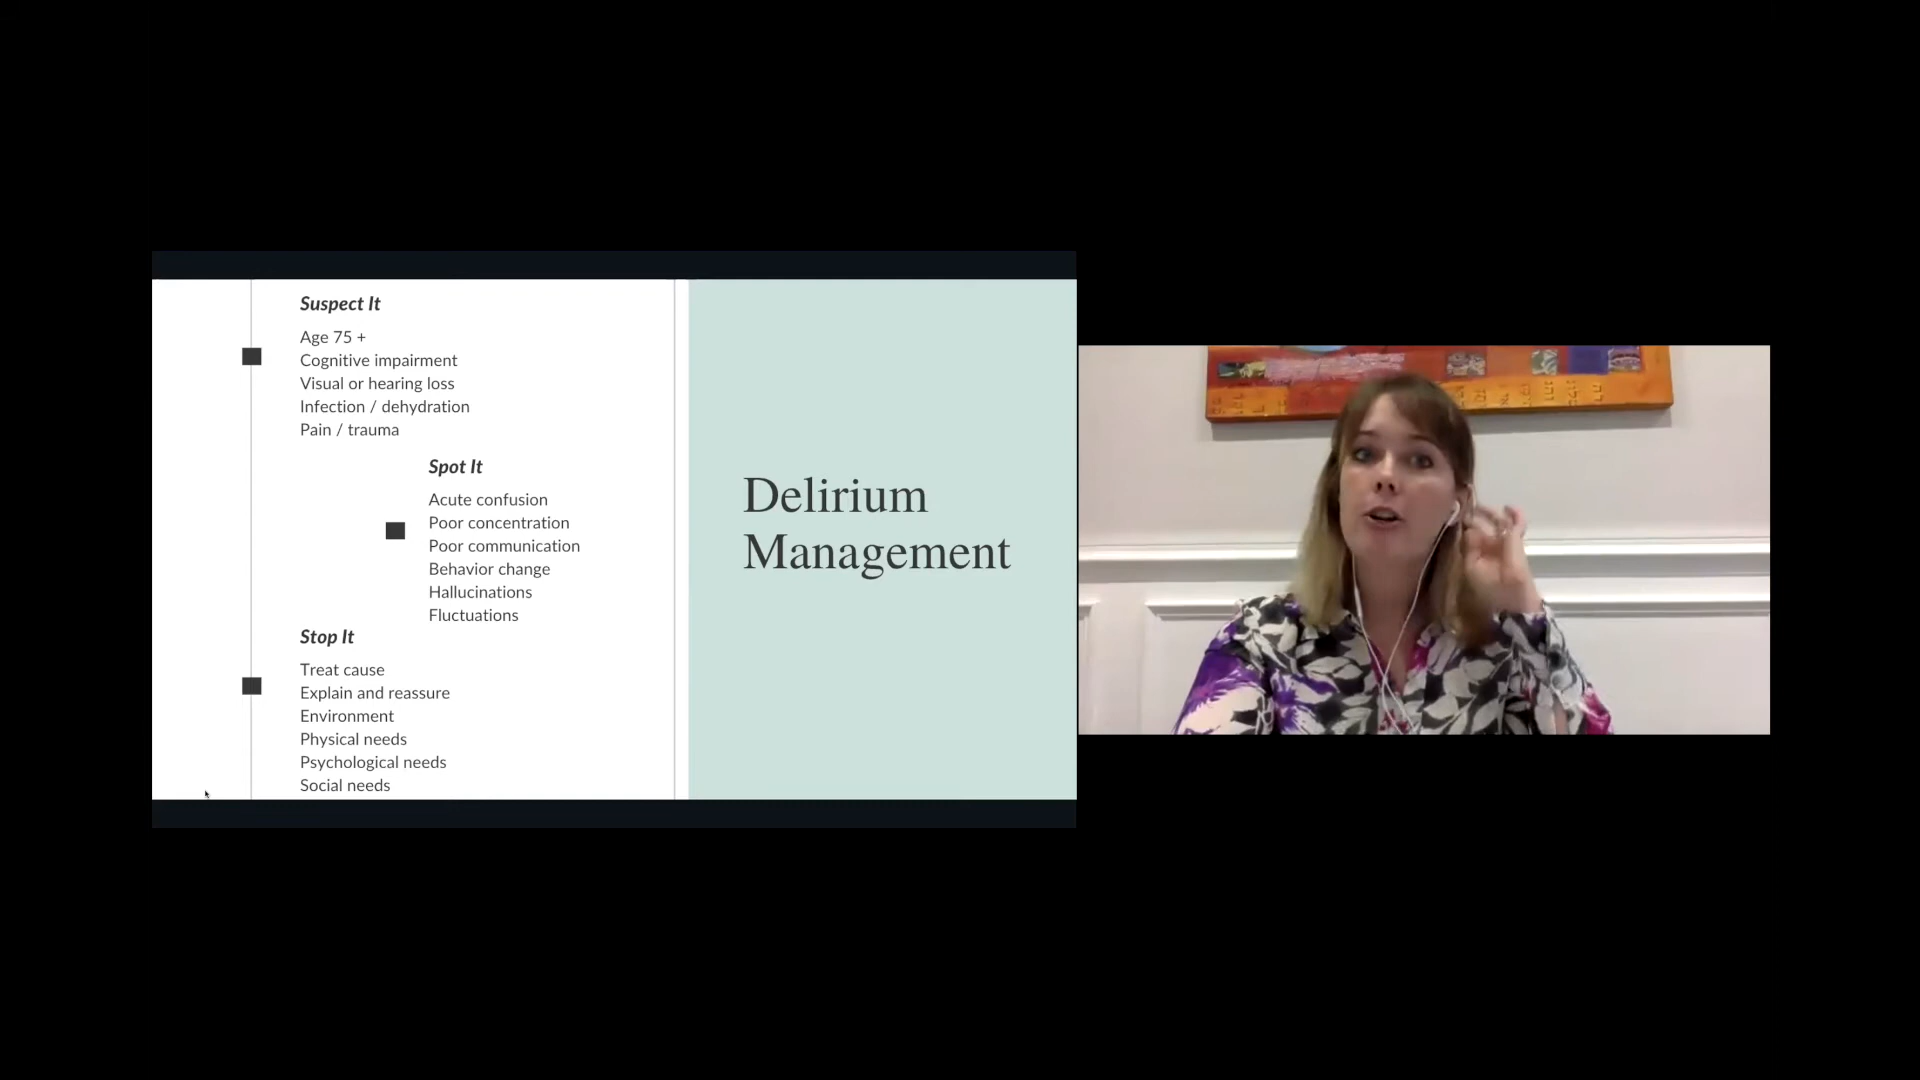 Suspect It
Age 75 +
Cognitive impairment
Visual or hearing loss
Infection / dehydration
Pain / trauma
Spot It
Acute confusion
Poor concentration
Poor communication
Behavior change
Hallucinations
Fluctuations
Stop It
Treat cause
Explain and reassure
Environment
Physical needs
Psychological needs
Social needs
Delirium
Management